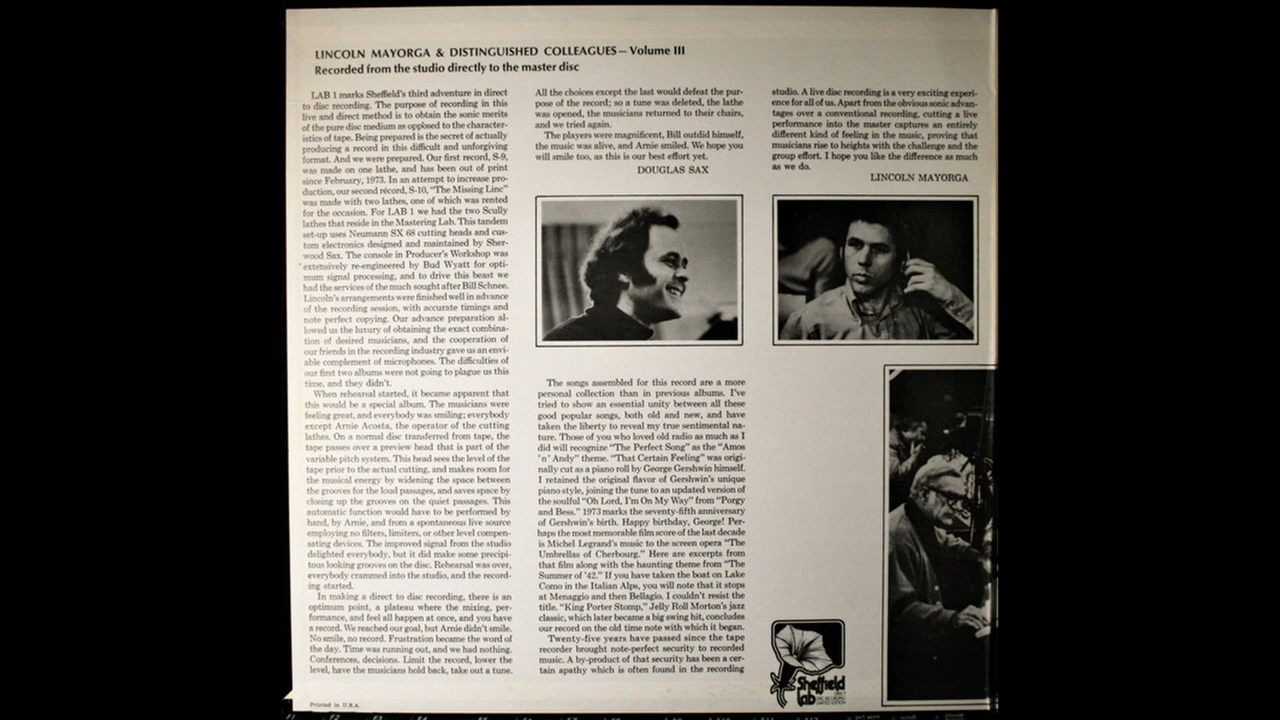 LINCOLN MAYORGA & DISTINGUISHED COLLEAGUES — Volume III
Recorded from the studio directly to the master disc
LAB 1 marks Sheffield's third adventure in direct
to disc recording. The purpose of recording in this
live and direct method is to obtain the sonic merits
of the pure disc medium as opposed to the character-
istics of tape. Being prepared is the secret of actually
producing a record in this difficult and unforgiving
format. And we were prepared. Our first record, S-9,
was made on one lathe, and has been out of print
since February, 1973. In an attempt to increase pro-
duction, our second record, S-10, "The Missing Linc"
was made with two lathes, one of which was rented
for the occasion. For LAB 1 we had the two Scully
lathes that reside in the Mastering Lab. This tandem
set-up uses Neumann SX 68 cutting heads and cus-
tom electronics designed and maintained by Sher-
wood Sax. The console in Producer's Workshop was
extensively re-engineered by Bud Wyatt for opti-
mum signal processing, and to drive this beast we
had the services of the much sought after Bill Schnee.
Lincoln's arrangements were finished well in advance
of the recording session, with accurate timings and
note perfect copying. Our advance preparation al-
lowed us the luxury of obtaining the exact combina-
tion of desired musicians, and the cooperation of
our friends in the recording industry gave us an envi-
able complement of microphones. The difficulties of
our first two albums were not going to plague us this
time, and they didn't.
When rehearsal started, it became apparent that
this would be a special album. The musicians were
feeling great, and everybody was smiling; everybody
except Arnie Acosta, the operator of the cutting
lathes. On a normal disc transferred from tape, the
tape passes over a preview head that is part of the
variable pitch system. This head sees the level of the
tape prior to the actual cutting, and makes room for
the musical energy by widening the space between
the grooves for the loud passages, and saves space by
closing up the grooves on the quiet passages. This
automatic function would have to be performed by
hand, by Arnie, and from a spontaneous live source
employing no filters, limiters, or other level compen-
sating devices. The improved signal from the studio
delighted everybody, but it did make some precipi-
tous looking grooves on the disc. Rehearsal was over,
everybody crammed into the studio, and the record-
ing started.
In making a direct to disc recording, there is an
optimum point, a plateau where the mixing, per-
formance, and feel all happen at once, and you have
a record. We reached our goal, but Arnie didn't smile.
No smile, no record. Frustration became the word of
the day. Time was running out, and we had nothing.
Conferences, decisions. Limit the record, lower the
level, have the musicians hold back, take out a tune.
Printed in U.S.A.
All the choices except the last would defeat the pur-
pose of the record; so a tune was deleted, the lathe
was opened, the musicians returned to their chairs,
and we tried again.
The players were magnificent, Bill outdid himself,
the music was alive, and Arnie smiled. We hope you
will smile too, as this is our best effort yet.
DOUGLAS SAX
The songs assembled for this record are a more
personal collection than in previous albums. I've
tried to show an essential unity between all these
good popular songs, both old and new, and have
taken the liberty to reveal my true sentimental na-
ture. Those of you who loved old radio as much as I
did will recognize "The Perfect Song" as the "Amos
'n' Andy" theme. "That Certain Feeling" was origi-
nally cut as a piano roll by George Gershwin himself.
I retained the original flavor of Gershwin's unique
piano style, joining the tune to an updated version of
the soulful "Oh Lord, I'm On My Way" from "Porgy
and Bess." 1973 marks the seventy-fifth anniversary
of Gershwin's birth. Happy birthday, George! Per-
haps the most memorable film score of the last decade
is Michel Legrand's music to the screen opera "The
Umbrellas of Cherbourg." Here are excerpts from
that film along with the haunting theme from "The
Summer of '42." If you have taken the boat on Lake
Como in the Italian Alps, you will note that it stops
at Menaggio and then Bellagio. I couldn't resist the
title. "King Porter Stomp," Jelly Roll Morton's jazz
classic, which later became a big swing hit, concludes
our record on the old time note with which it began.
Twenty-five years have passed since the tape
recorder brought note-perfect security to recorded
music. A by-product of that security has been a cer-
tain apathy which is often found in the recording
studio. A live disc recording is a very exciting experi-
ence for all of us. Apart from the obvious sonic advan-
tages over a conventional recording, cutting a live
performance into the master captures an entirely
different kind of feeling in the music, proving that
musicians rise to heights with the challenge and the
group effort. I hope you like the difference as much
as we do.
LINCOLN MAYORGA
Sheffield
lab